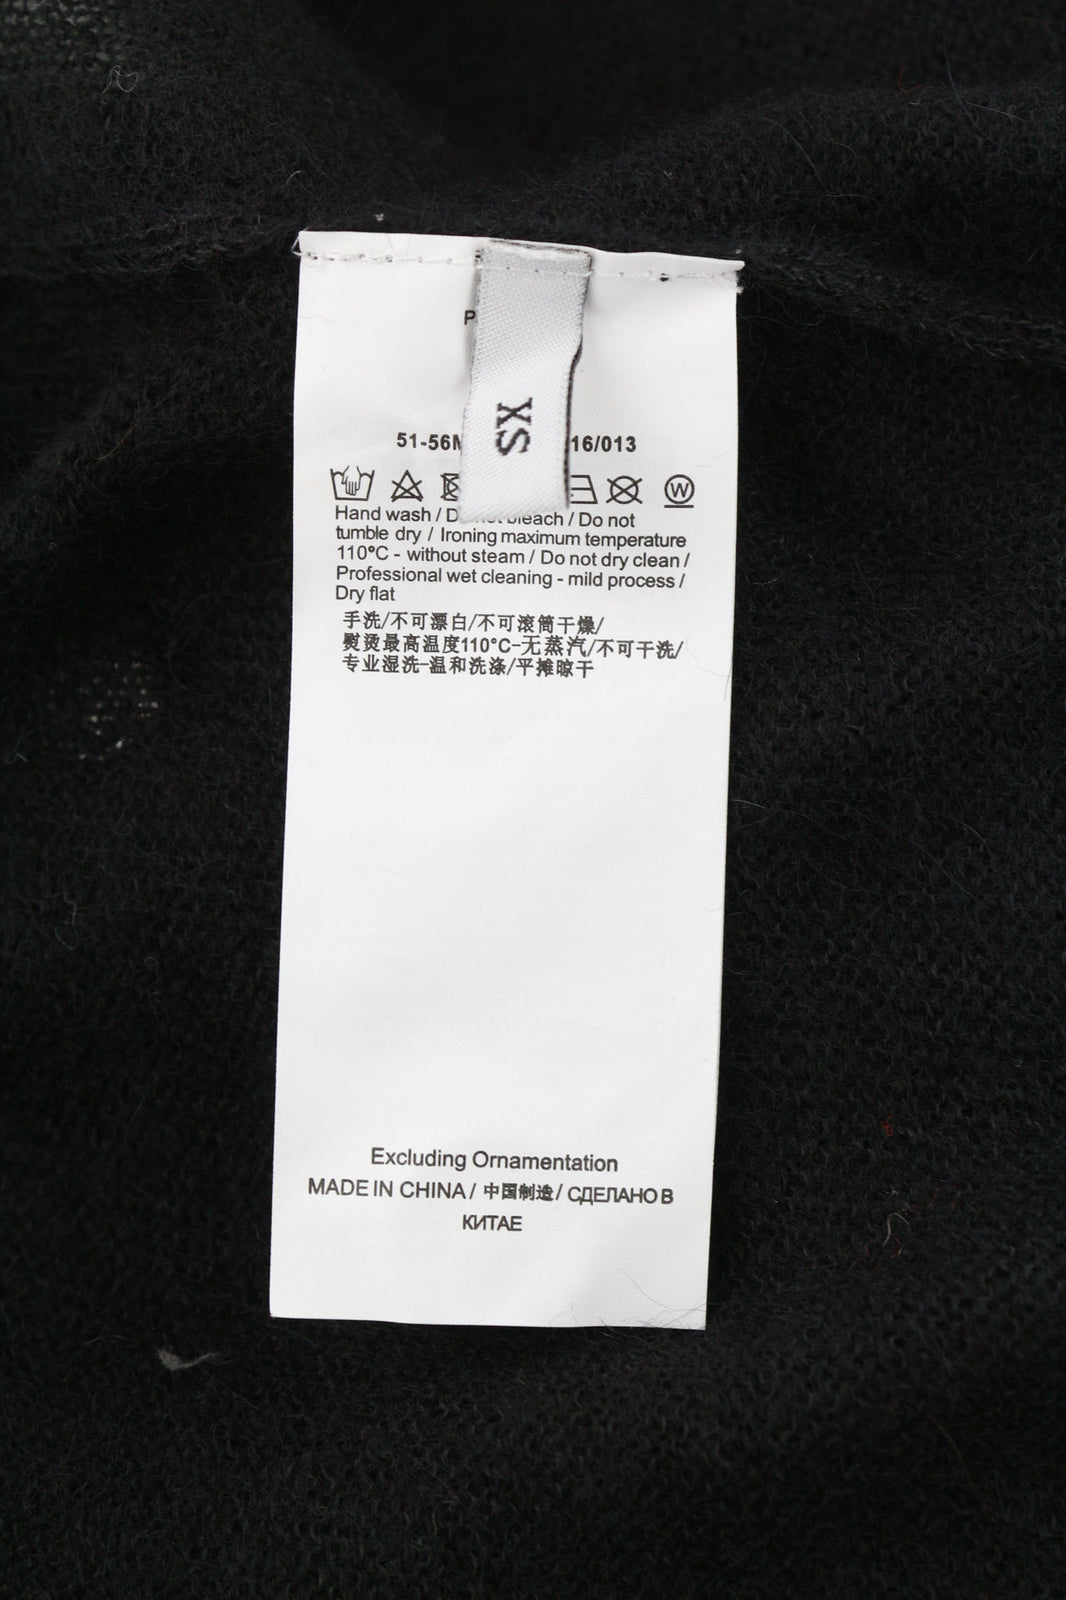 XS
51-56M 16/013
W
Hand wash / Do not bleach / Do not
tumble dry / Ironing maximum temperature
110°C - without steam / Do not dry clean /
Professional wet cleaning - mild process /
Dry flat
手洗/不可漂白/不可滚筒干燥/
熨烫最高温度110°C-无蒸汽/不可干洗/
专业湿洗-温和洗涤/平摊晾干
Excluding Ornamentation
MADE IN CHINA / 中国制造 / СДЕЛАНО В
КИТАЕ